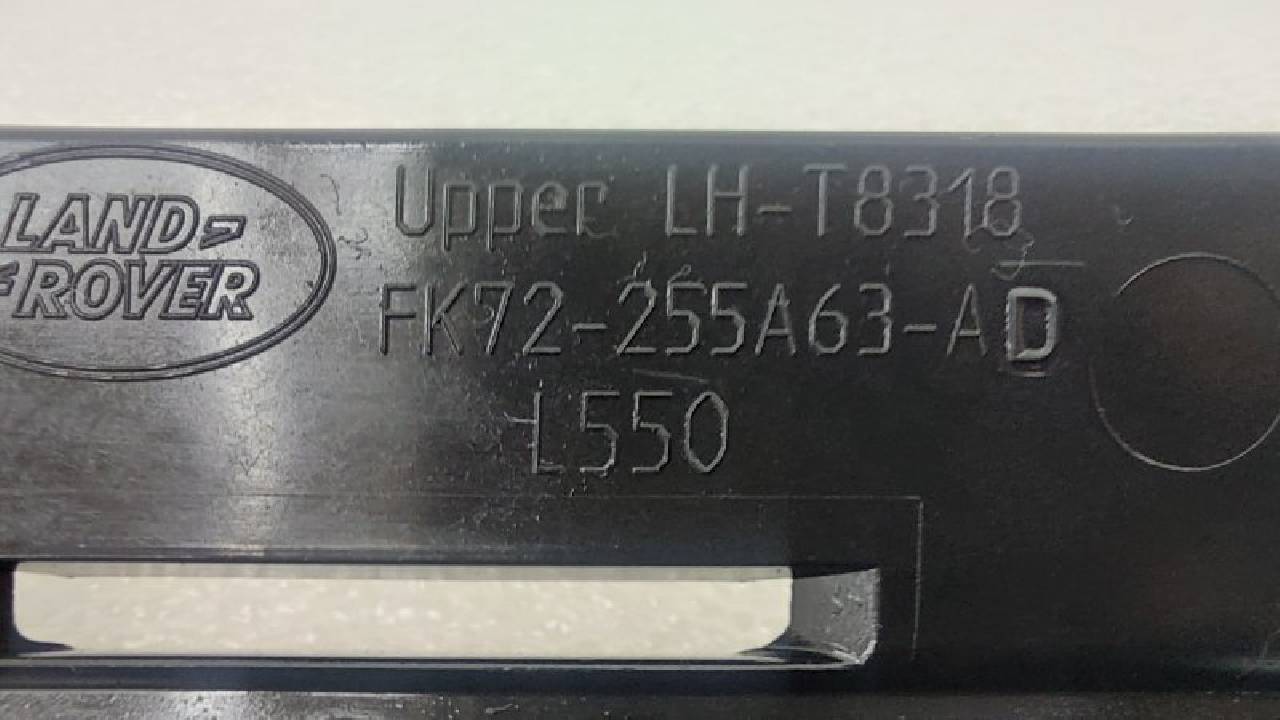 LAND-
-ROVER
Upper LH-T8318
FK72-255A63-AD
L550